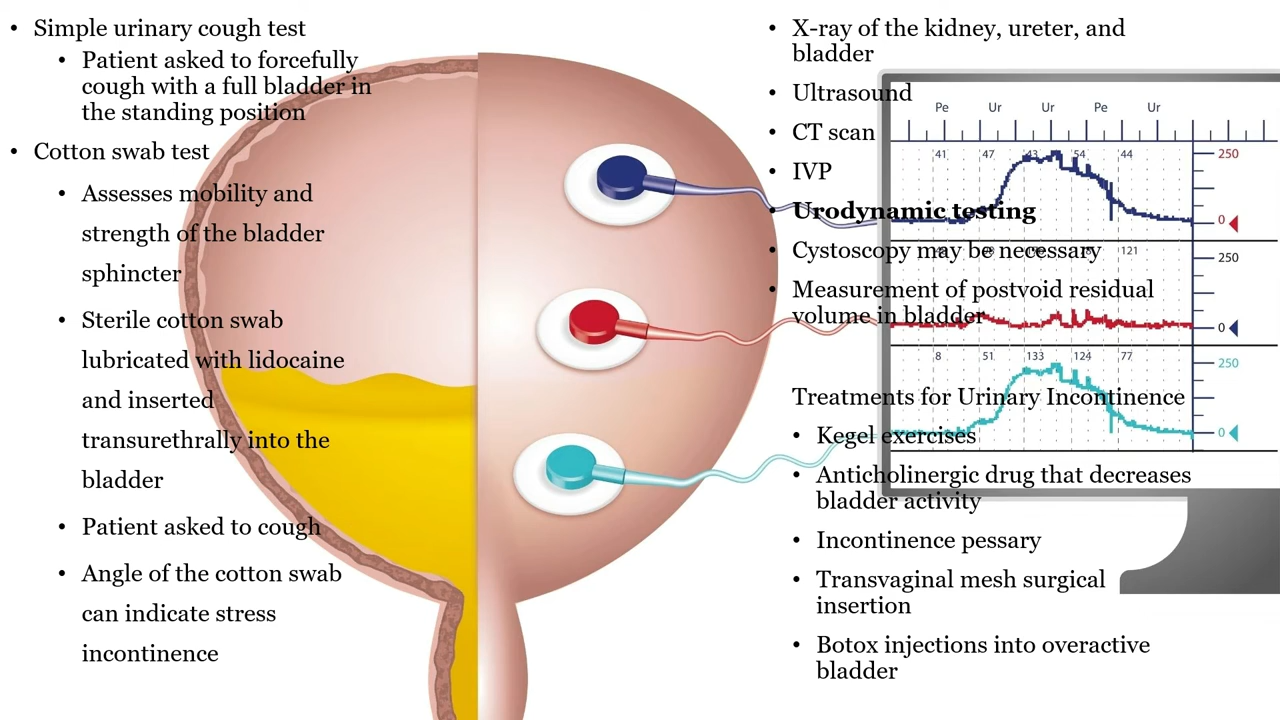 • Simple urinary cough test
• Patient asked to forcefully
cough with a full bladder in
the standing position
• Cotton swab test
• Assesses mobility and
strength of the bladder
sphincter
• Sterile cotton swab
lubricated with lidocaine
and inserted
transurethrally into the
bladder
• Patient asked to cough
• Angle of the cotton swab
can indicate stress
incontinence
• X-ray of the kidney, ureter, and
bladder
• Ultrasound
• CT scan
• IVP
• Urodynamic testing
• Cystoscopy may be necessary
• Measurement of postvoid residual
volume in bladder
Treatments for Urinary Incontinence
• Kegel exercises
• Anticholinergic drug that decreases
bladder activity
• Incontinence pessary
• Transvaginal mesh surgical
insertion
• Botox injections into overactive
bladder
Pe Ur Ur Pe Ur
41 47 43 54 44
250
0
121
250
0
8 51 133 124 77
250
0